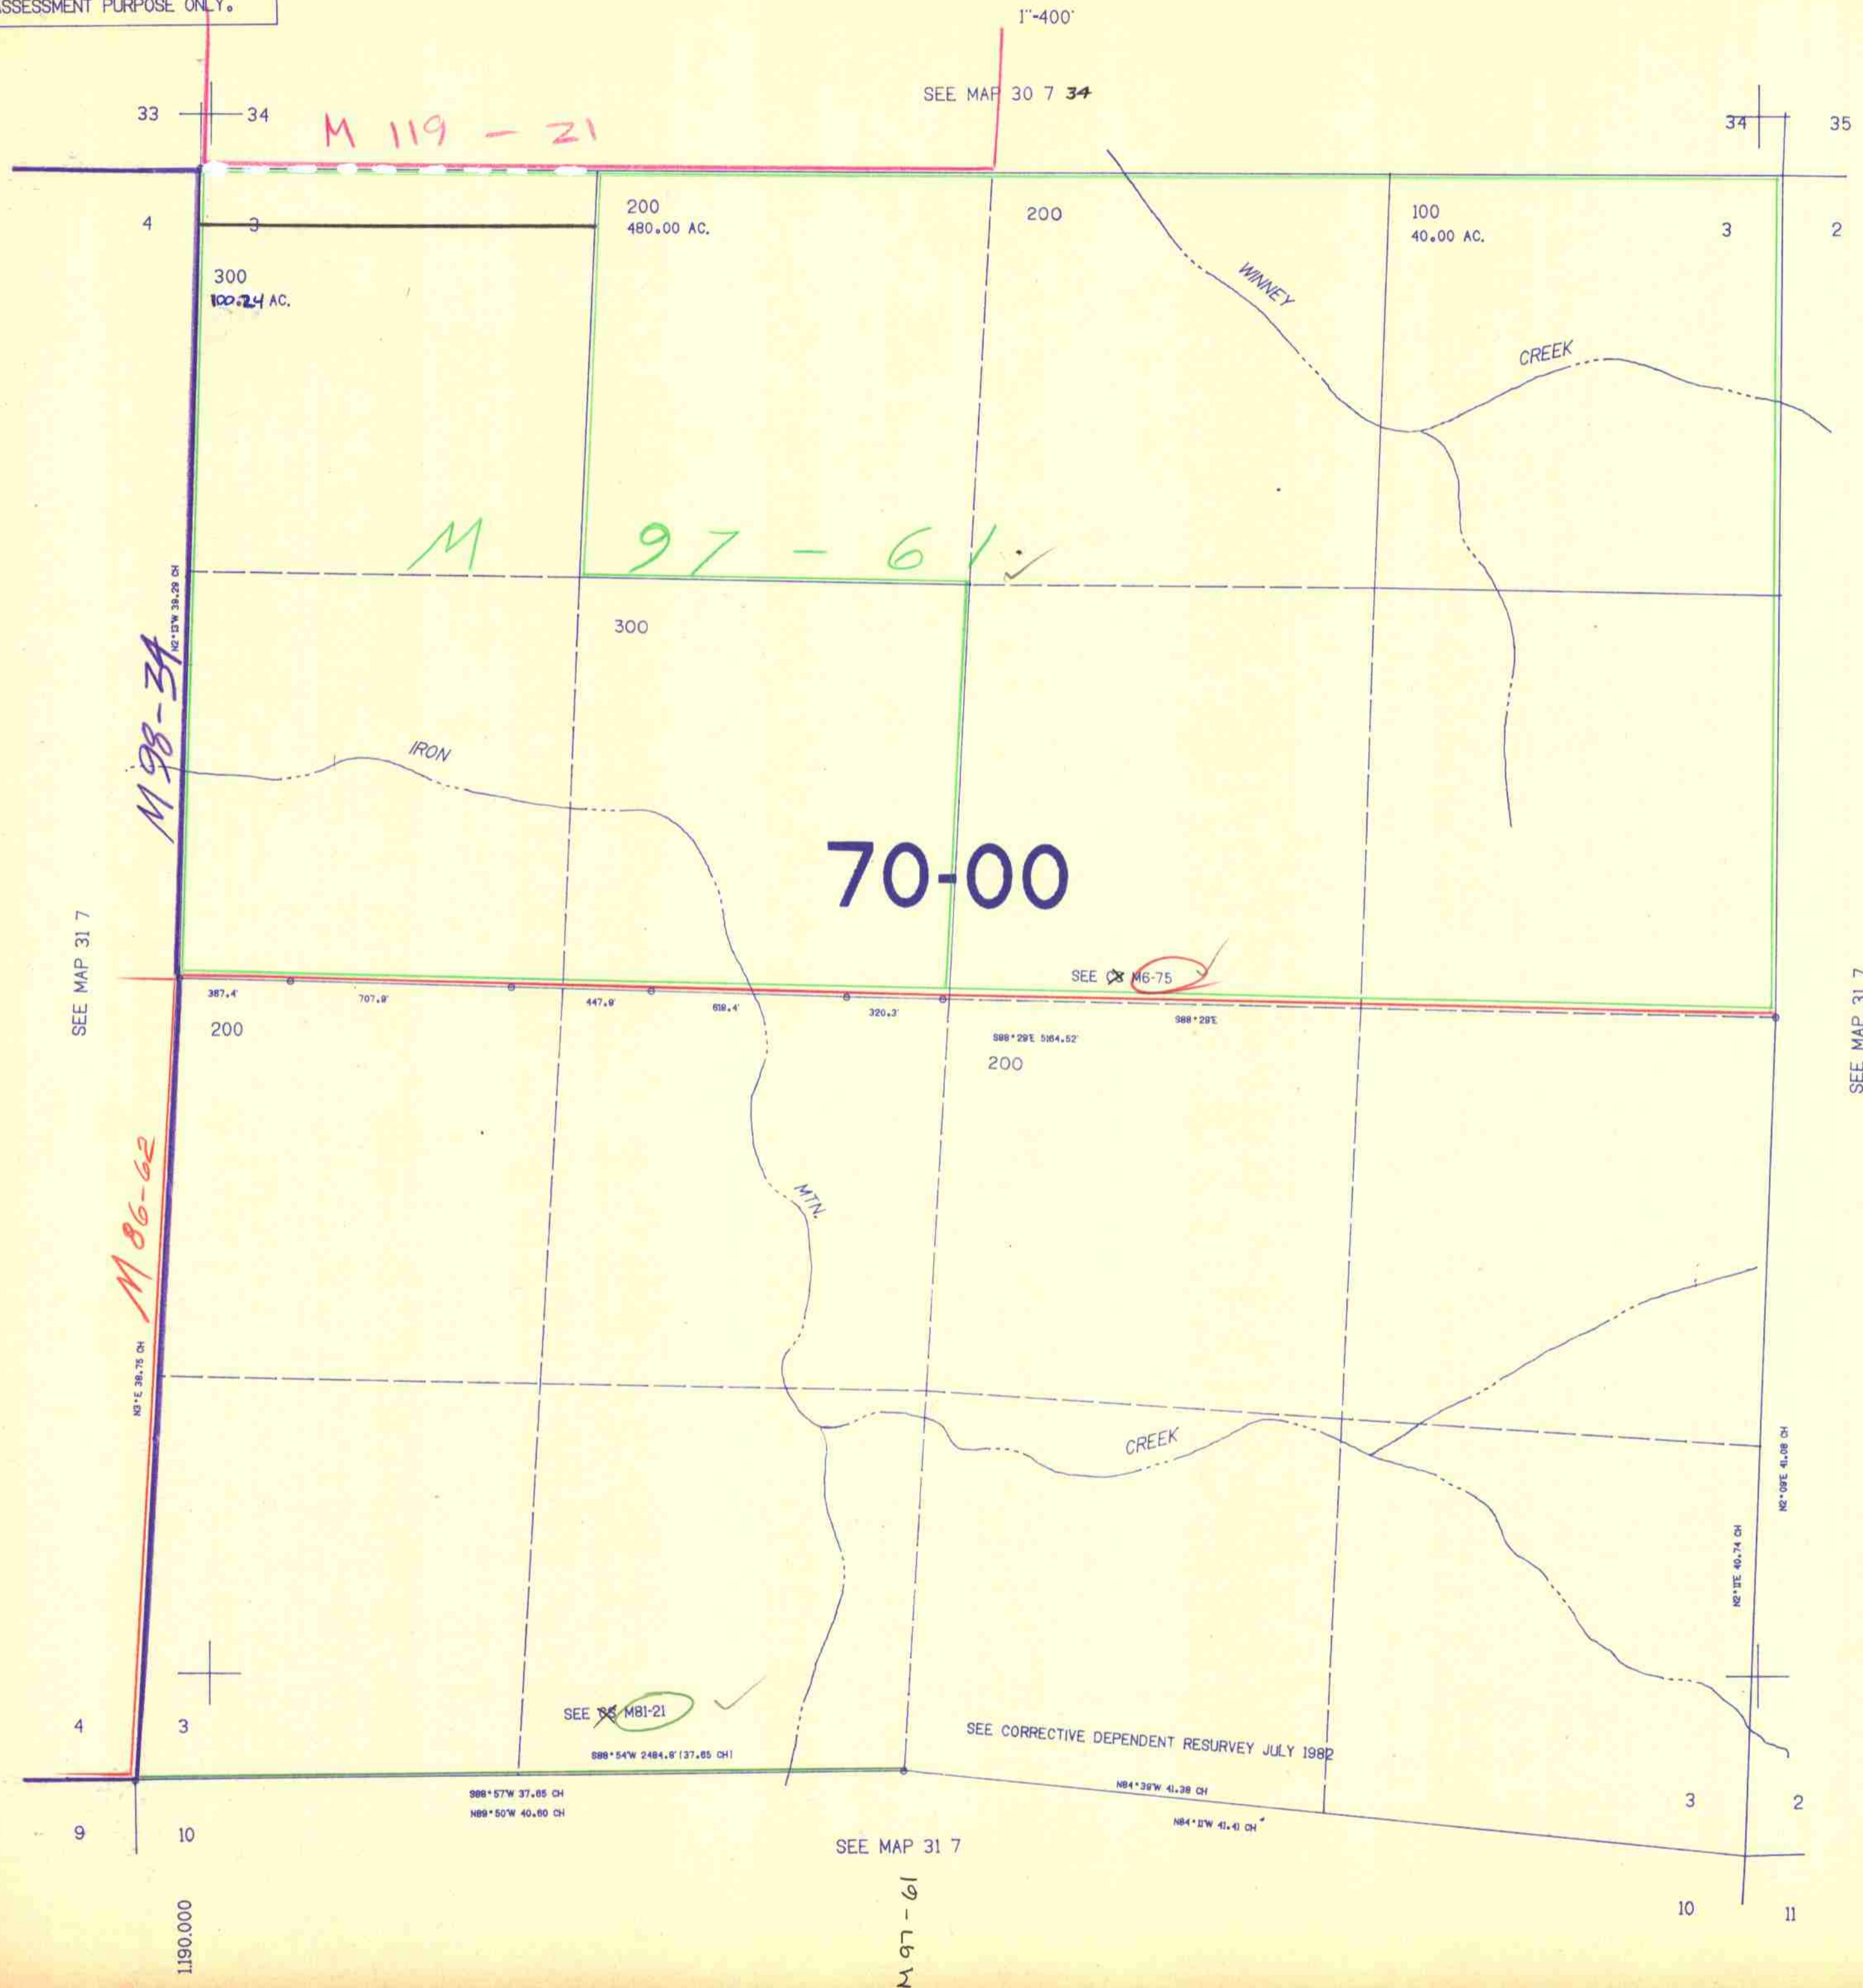 ASSESSMENT PURPOSE ONLY.
1"-400'
SEE MAP 30 7 34
33
34
M 119 - 21
34
35
4
3
200
480.00 AC.
200
100
40.00 AC.
3
2
300
100.24 AC.
WINNEY
CREEK
M 97 - 61
N2°13'W 39.29 CH
300
M 98-34
IRON
70-00
SEE MAP 31 7
SEE CS M6-75
SEE MAP 31 7
387.4'
707.9'
447.9'
618.4'
320.3'
S88°29'E
S88°29'E 5164.52'
200
200
M 86-62
MTN.
N3°E 38.75 CH
CREEK
N2°09'E 41.08 CH
N2°11'E 40.74 CH
SEE CS M81-21
S88°54'W 2484.8' (37.65 CH)
SEE CORRECTIVE DEPENDENT RESURVEY JULY 1982
4
3
S88°57'W 37.65 CH
N89°50'W 40.60 CH
N84°39'W 41.38 CH
N84°11'W 41.41 CH
3
2
9
10
SEE MAP 31 7
10
11
1,190,000
M 97-61